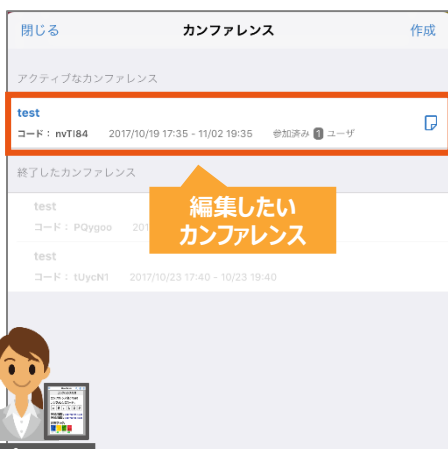 閉じる カンファレンス 作成
アクティブなカンファレンス
test
コード： nvTI84 2017/10/19 17:35 - 11/02 19:35 参加済み 1 ユーザ
終了したカンファレンス
test
コード： PQygoo 201
編集したい
カンファレンス
test
コード： tUycN1 2017/10/23 17:40 - 10/23 19:40